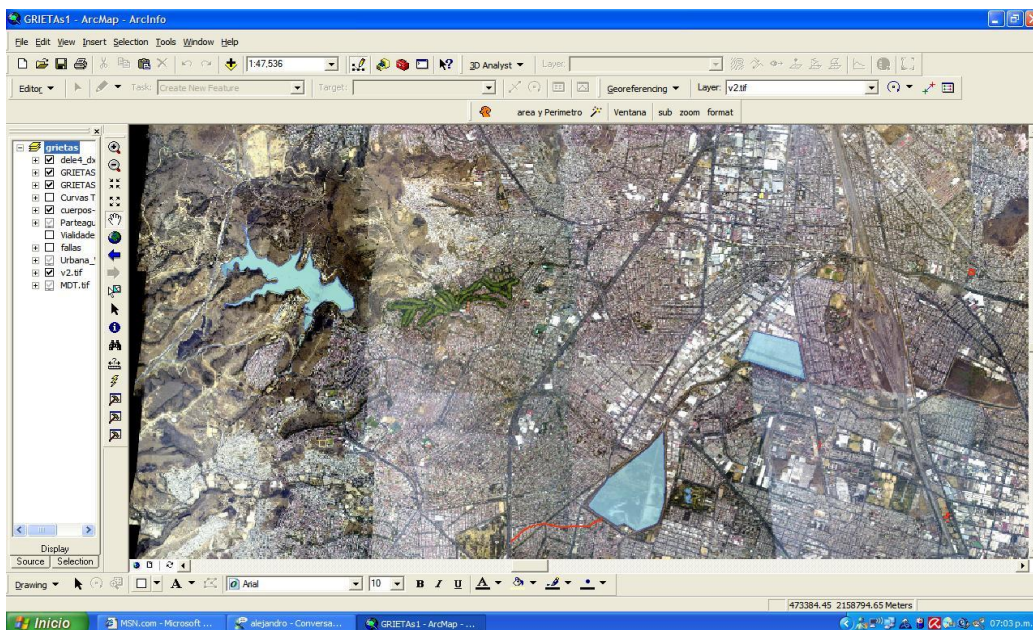 GRIETAs1 - ArcMap - ArcInfo
File Edit View Insert Selection Tools Window Help
1:47,536 3D Analyst Layer:
Editor Task: Create New Feature Target: Georeferencing Layer: v2.tif
area y Perimetro Ventana sub zoom format
grietas
dele4_dx
GRIETAS
GRIETAS
Curvas T
cuerpos-
Parteagu
Vialidade
fallas
Urbana_
v2.tif
MDT.tif
Display
Source Selection
Drawing A Arial 10 B I U A
473384.45 2158794.65 Meters
Inicio MSN.com - Microsoft ... alejandro - Conversa... GRIETAs1 - ArcMap - ... 07:03 p.m.